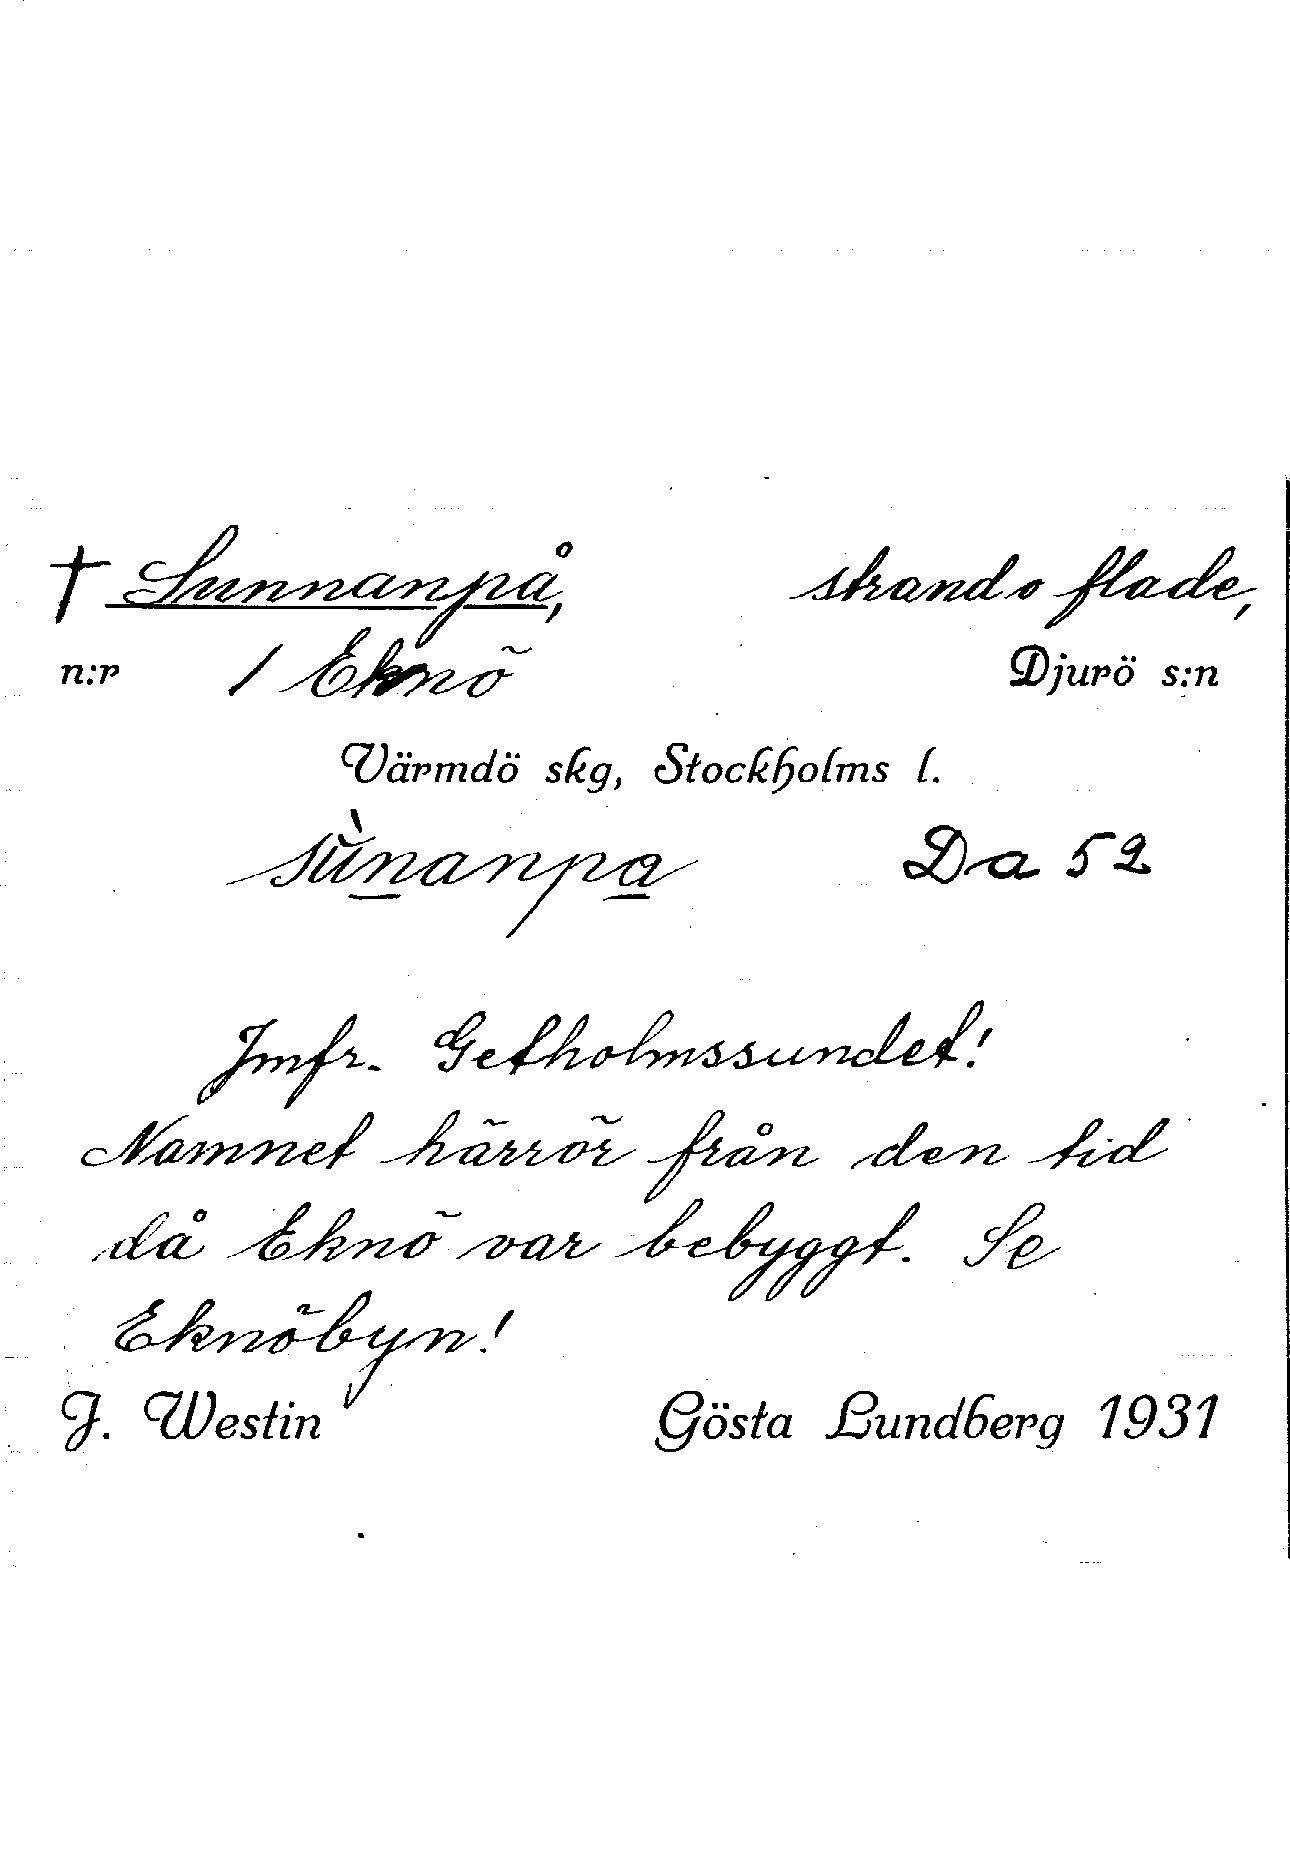 † Sunnanpå, strand o flade,
n:r 1 Eknö Djurö s:n
Värmdö skg, Stockholms l.
sùnanpa Da 52
Jmfr. Getholmssundet!
Namnet härrör från den tid
då Eknö var bebyggt. Se
Eknöbyn!
J. Westin Gösta Lundberg 1931